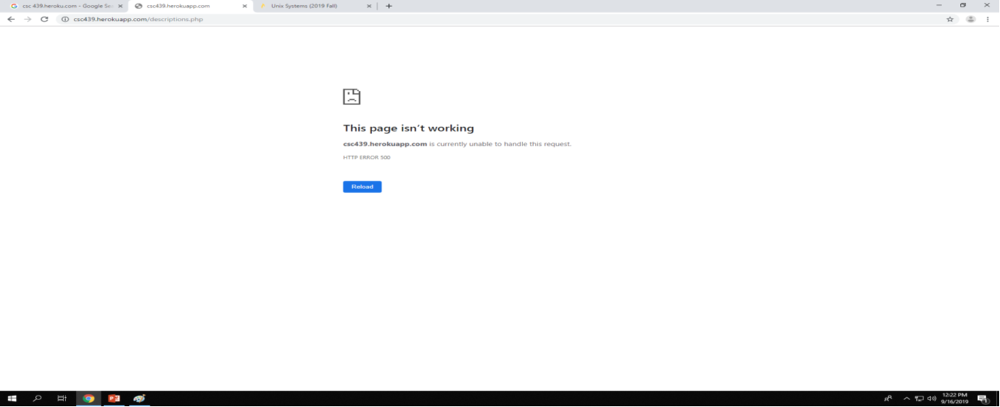 csc 439.heroku.com - Google Se
csc439.herokuapp.com
Unix Systems (2019 Fall)
csc439.herokuapp.com/descriptions.php
This page isn’t working
csc439.herokuapp.com is currently unable to handle this request.
HTTP ERROR 500
Reload
12:22 PM
9/16/2019